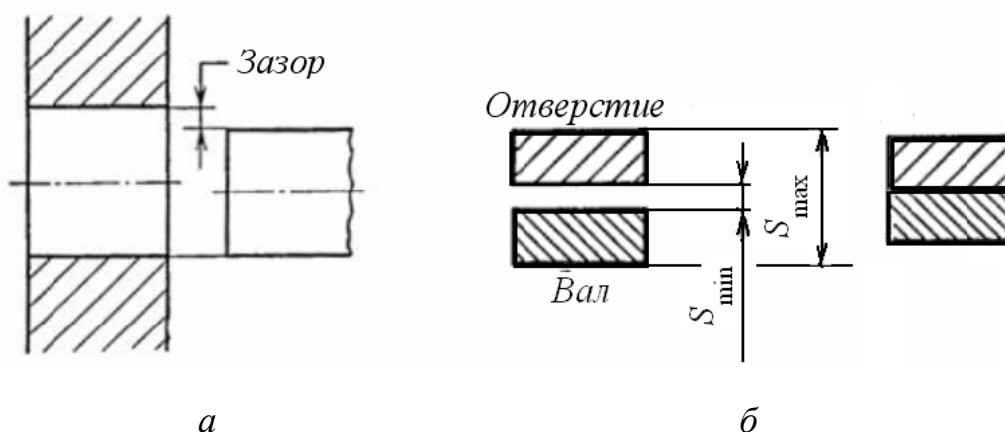 Зазор
Отверстие
Вал
S min
S max
а
б